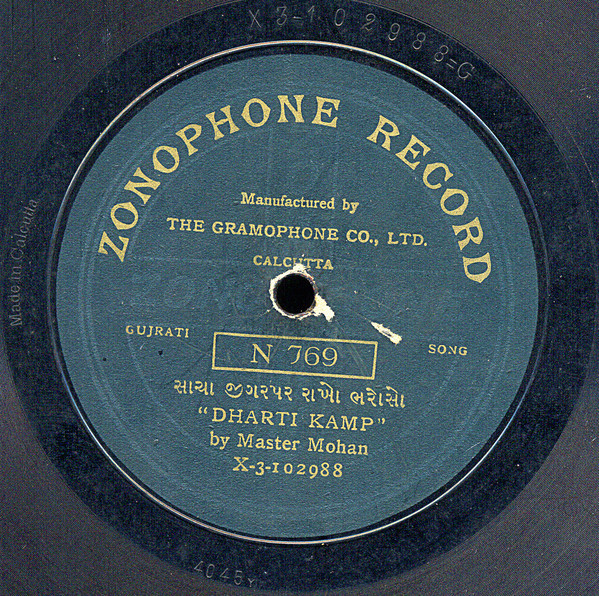 X 3-102988=G
ZONOPHONE RECORD
Manufactured by
THE GRAMOPHONE CO., LTD.
CALCUTTA
Made in Calcutta
GUJRATI
SONG
N 769
સાચા જીગરપર રાખો ભરોસો
"DHARTI KAMP"
by Master Mohan
X-3-102988